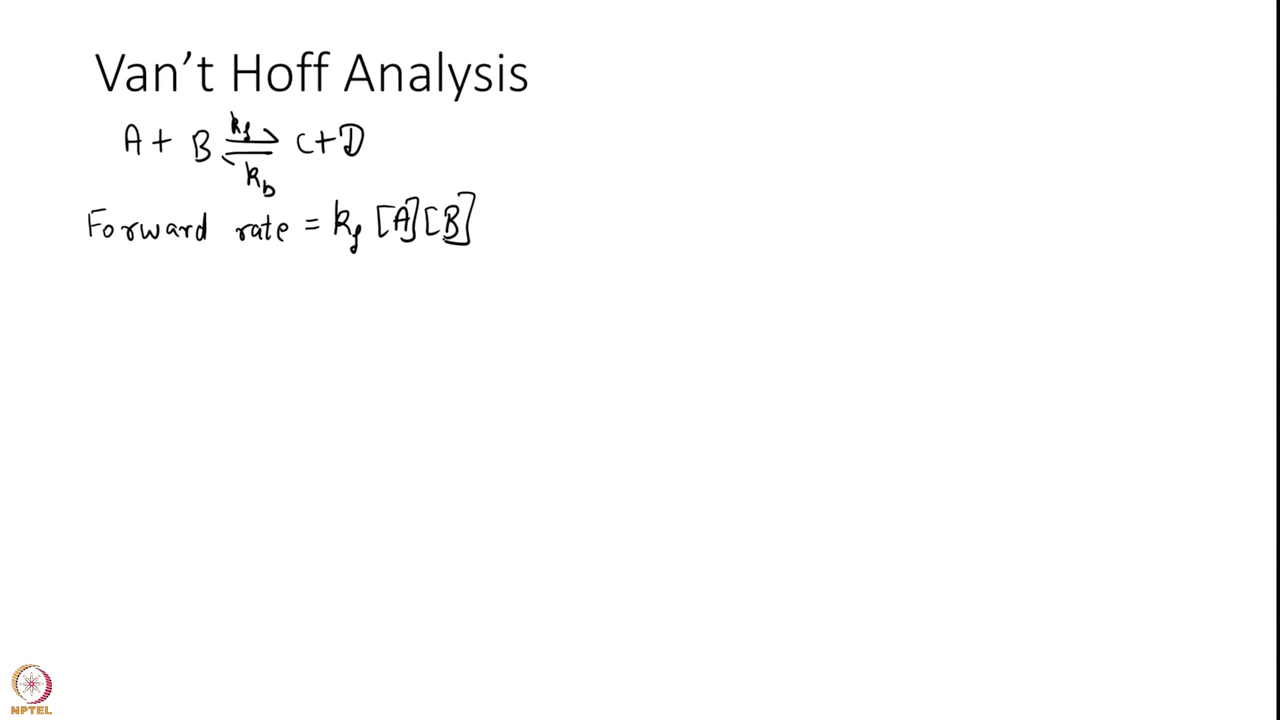 Van't Hoff Analysis
A + B ⇌ C + D
kf
kb
Forward rate = kf [A][B]
NPTEL